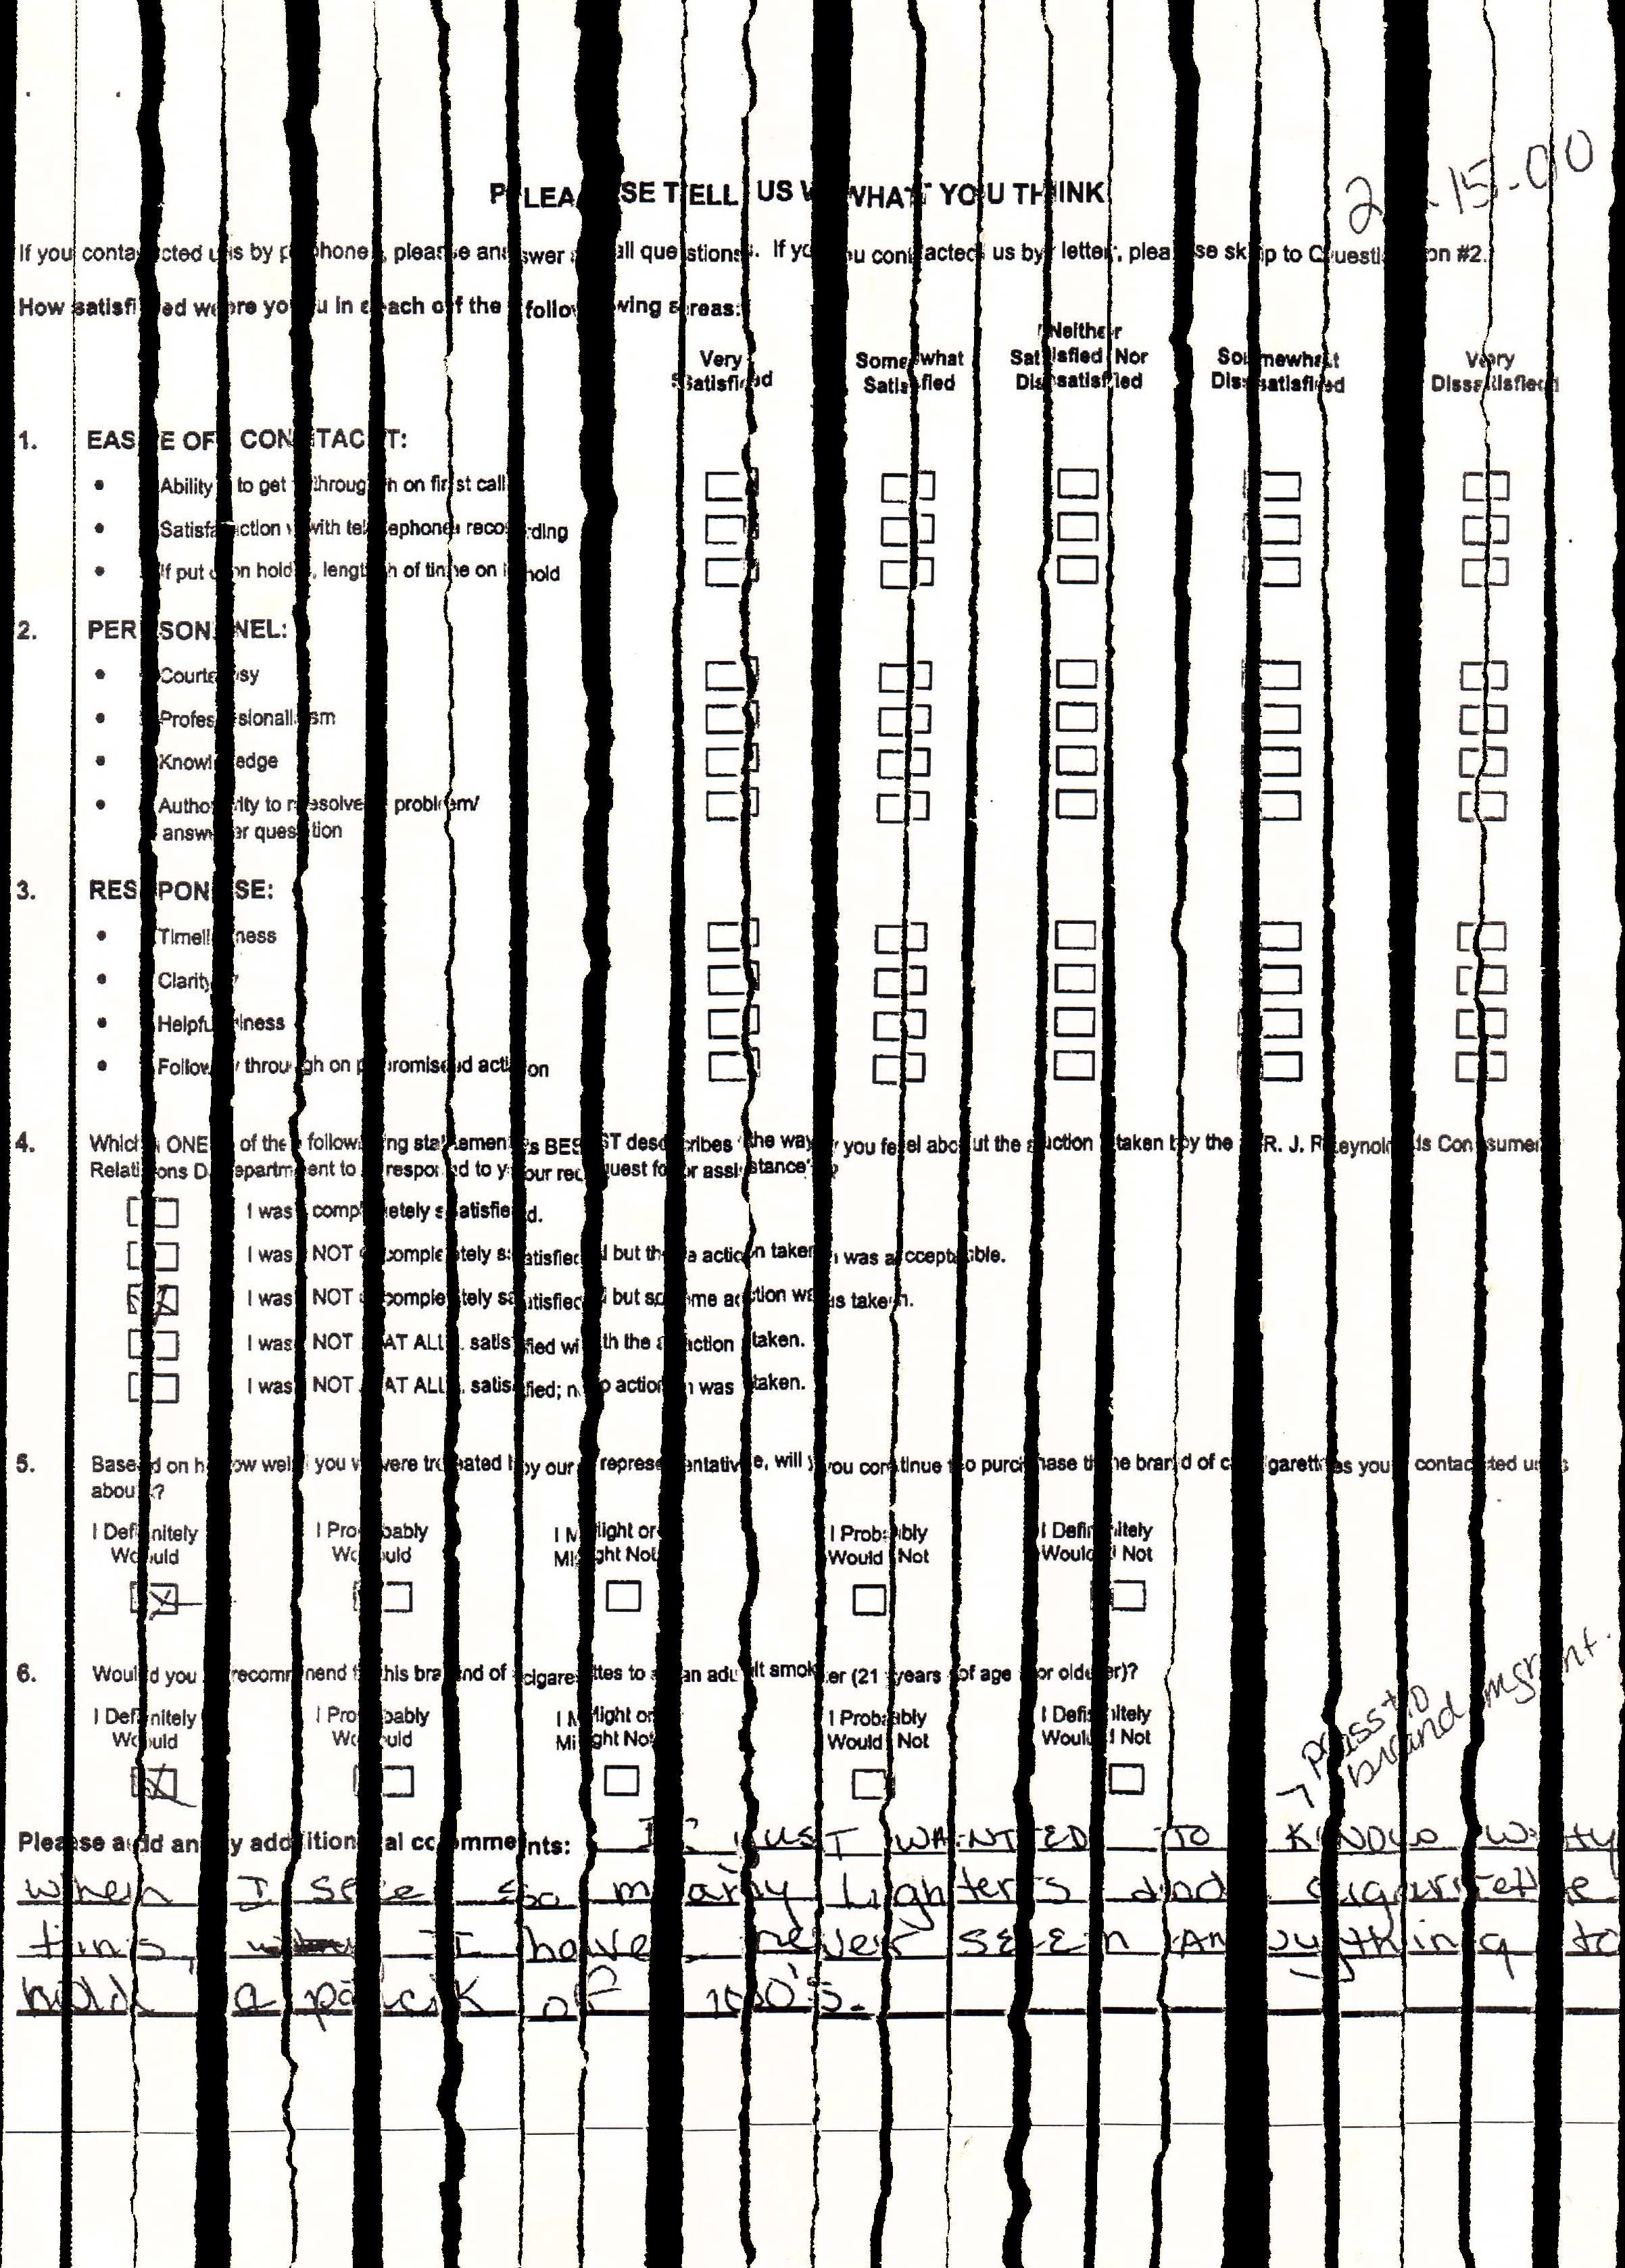 PLEASE TELL US WHAT YOU THINK
2-15-00
If you contacted us by phone, please answer all questions. If you contacted us by letter, please skip to Question #2.
How satisfied were you in each of the following areas:
Very Satisfied
Somewhat Satisfied
Neither Satisfied Nor Dissatisfied
Somewhat Dissatisfied
Very Dissatisfied
1. EASE OF CONTACT:
• Ability to get through on first call
• Satisfaction with telephone recording
• If put on hold, length of time on hold
2. PERSONNEL:
• Courtesy
• Professionalism
• Knowledge
• Authority to resolve problem/
answer question
3. RESPONSE:
• Timeliness
• Clarity
• Helpfulness
• Follow through on promised action
4. Which ONE of the following statements BEST describes the way you feel about the action taken by the R. J. Reynolds Consumer
Relations Department to respond to your request for assistance?
I was completely satisfied.
I was NOT completely satisfied but the action taken was acceptable.
I was NOT completely satisfied but some action was taken.
I was NOT AT ALL satisfied with the action taken.
I was NOT AT ALL satisfied; no action was taken.
5. Based on how well you were treated by our representative, will you continue to purchase the brand of cigarettes you contacted us
about?
I Definitely Would
I Probably Would
I Might or Might Not
I Probably Would Not
I Definitely Would Not
6. Would you recommend this brand of cigarettes to an adult smoker (21 years of age or older)?
I Definitely Would
I Probably Would
I Might or Might Not
I Probably Would Not
I Definitely Would Not
pass to
brand mgmnt.
Please add any additional comments: I JUST WANTED TO KNOW WHY
when I see so many Lighters and cigarette
tins, I have never SEEn ANything to
hold a pack of 100's.